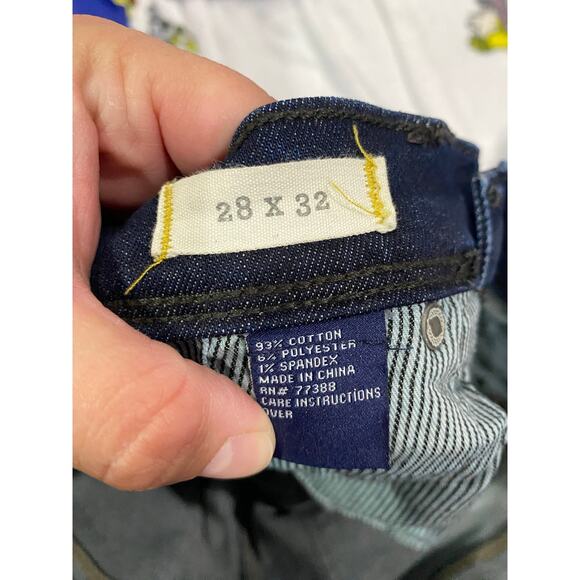 28 X 32
93% COTTON
6% POLYESTER
1% SPANDEX
MADE IN CHINA
RN# 77388
CARE INSTRUCTIONS
OVER